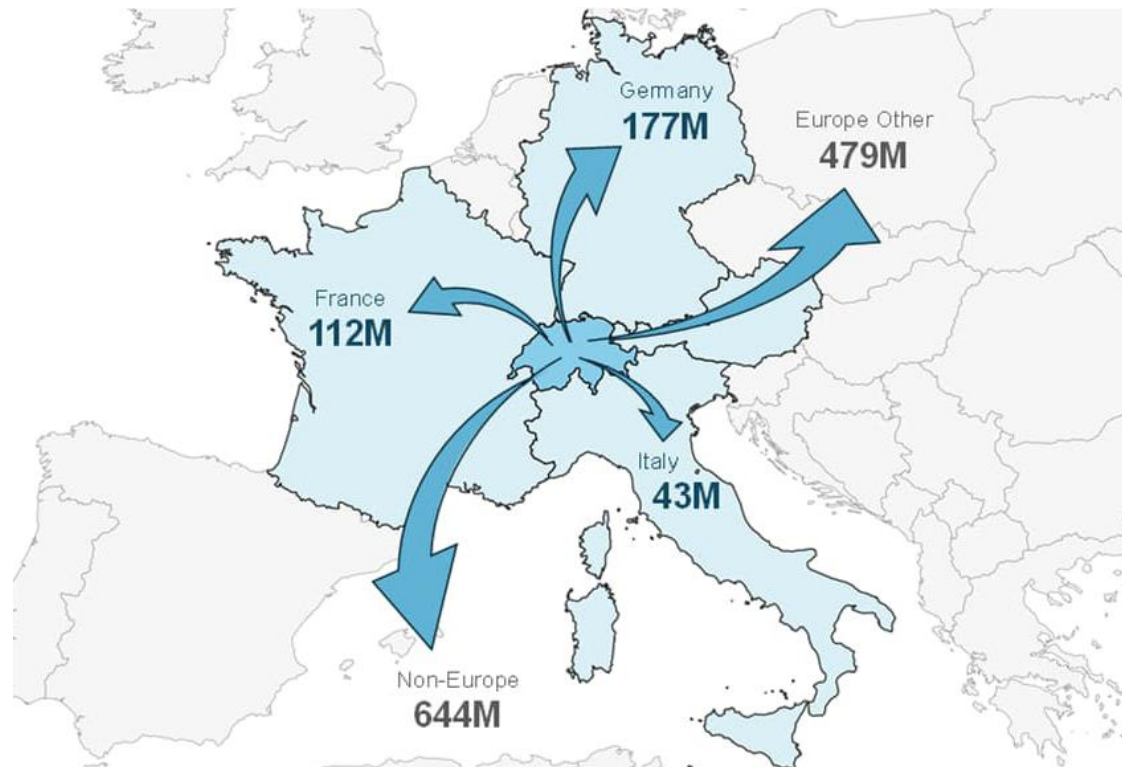 Germany
177M
Europe Other
479M
France
112M
Italy
43M
Non-Europe
644M